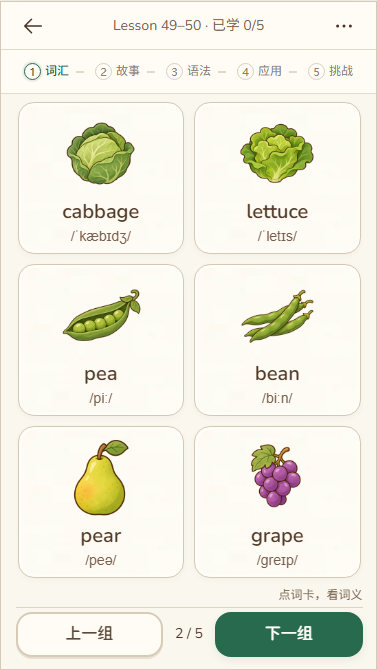 Lesson 49–50 · 已学 0/5
1 词汇 – 2 故事 – 3 语法 – 4 应用 – 5 挑战
cabbage lettuce
/ˈkæbɪdʒ/ /ˈletɪs/
pea bean
/piː/ /biːn/
pear grape
/peə/ /ɡreɪp/
点词卡，看词义
上一组 2 / 5 下一组